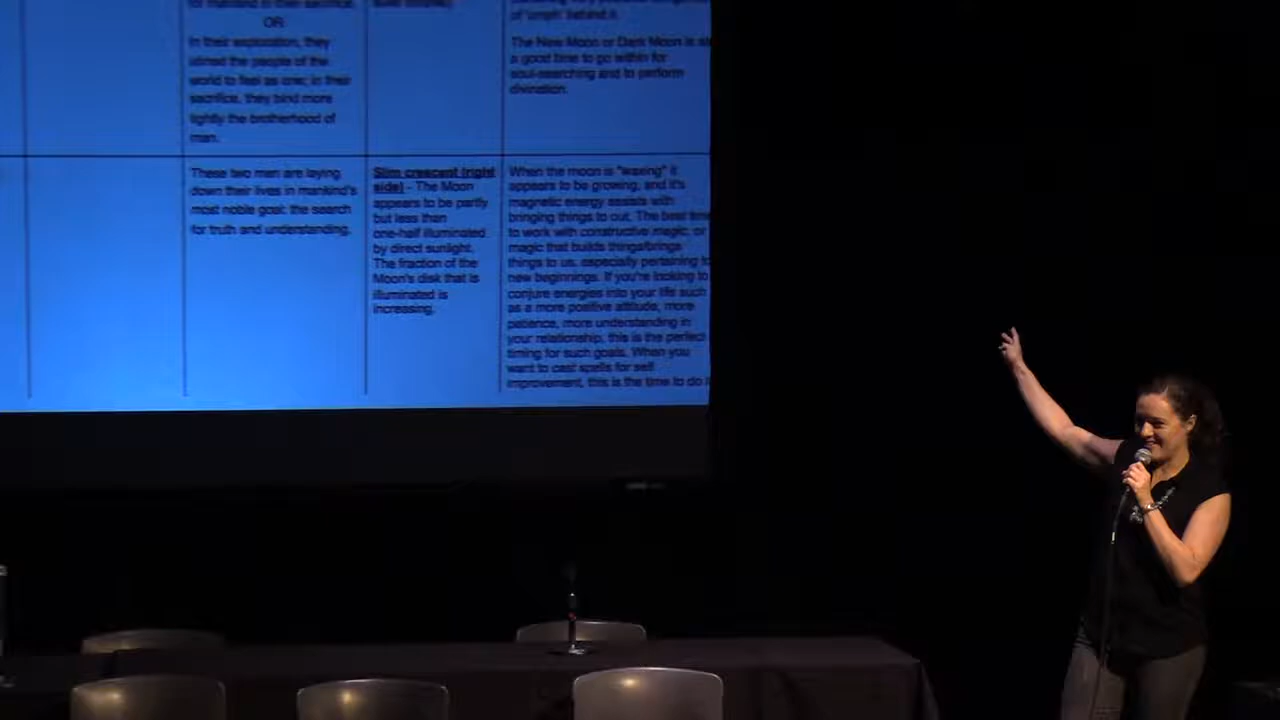 for mankind in their sacrifice.
OR
In their exploration, they
stirred the people of the
world to feel as one; in their
sacrifice, they bind more
tightly the brotherhood of
man.
of 'omph' behind it.
The New Moon or Dark Moon is
a good time to go within for
soul-searching and to perform
divination.
These two men are laying
down their lives in mankind's
most noble goal: the search
for truth and understanding.
Slim crescent (right
side) - The Moon
appears to be partly
but less than
one-half illuminated
by direct sunlight.
The fraction of the
Moon's disk that is
illuminated is
increasing.
When the moon is "waxing" it
appears to be growing, and it's
magnetic energy assists with
bringing things to out. The best time
to work with constructive magic, or
magic that builds things/brings
things to us, especially pertaining to
new beginnings. If you're looking to
conjure energies into your life such
as a more positive attitude, more
patience, more understanding in
your relationship, this is the perfect
timing for such goals. When you
want to cast spells for self
improvement, this is the time to do